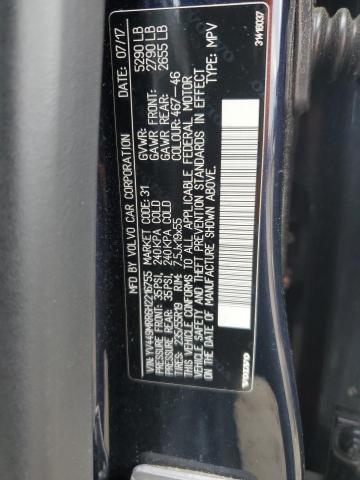 MFD BY VOLVO CAR CORPORATION DATE: 07/17
GVWR: 5290 LB
GAWR FRONT: 2790 LB
GAWR REAR: 2655 LB
VIN: YV449MRR6H2216755 MARKET CODE: 31 COLOUR: 467--46
PRESSURE: FRONT: 35PSI, 240KPA COLD
PRESSURE: REAR: 35PSI, 240KPA COLD
TIRES: 235/55R19 RIM: 7.5Jx19x55
THIS VEHICLE CONFORMS TO ALL APPLICABLE FEDERAL MOTOR
VEHICLE SAFETY AND THEFT PREVENTION STANDARDS IN EFFECT
ON THE DATE OF MANUFACTURE SHOWN ABOVE. TYPE: MPV
VOLVO